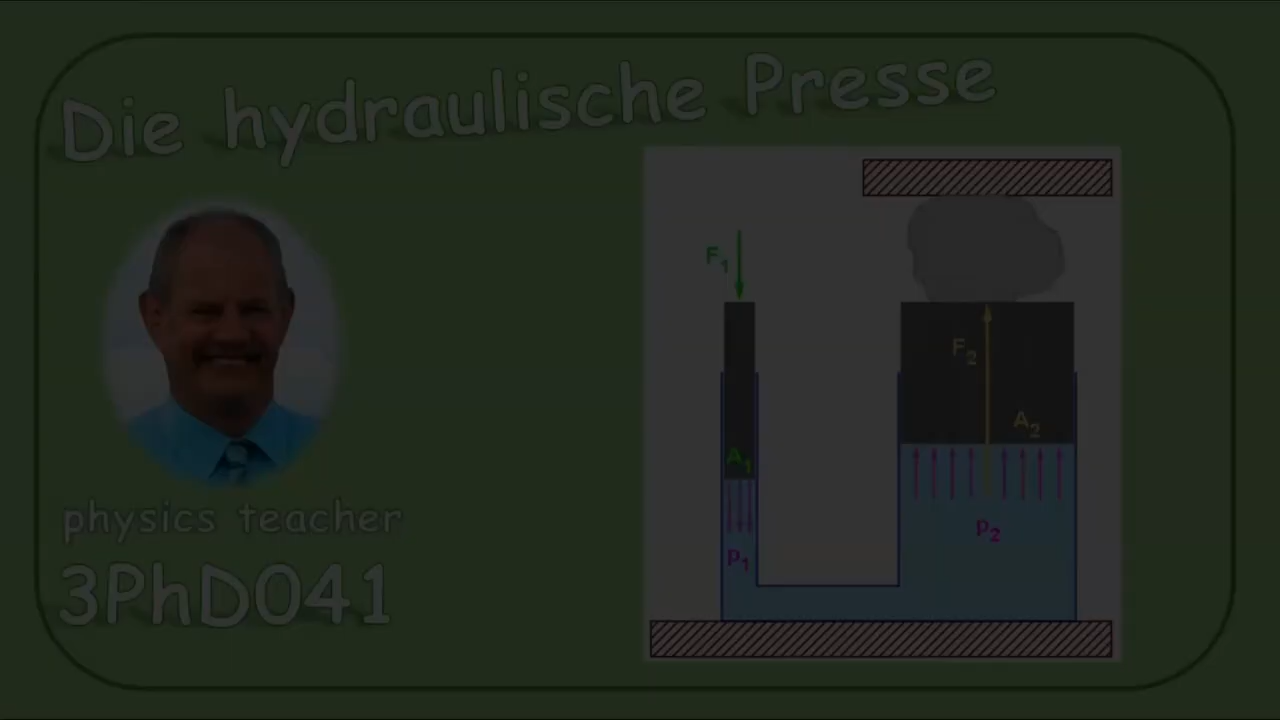 Die hydraulische Presse
F1
F2
A2
A1
p2
p1
physics teacher
3PhD041